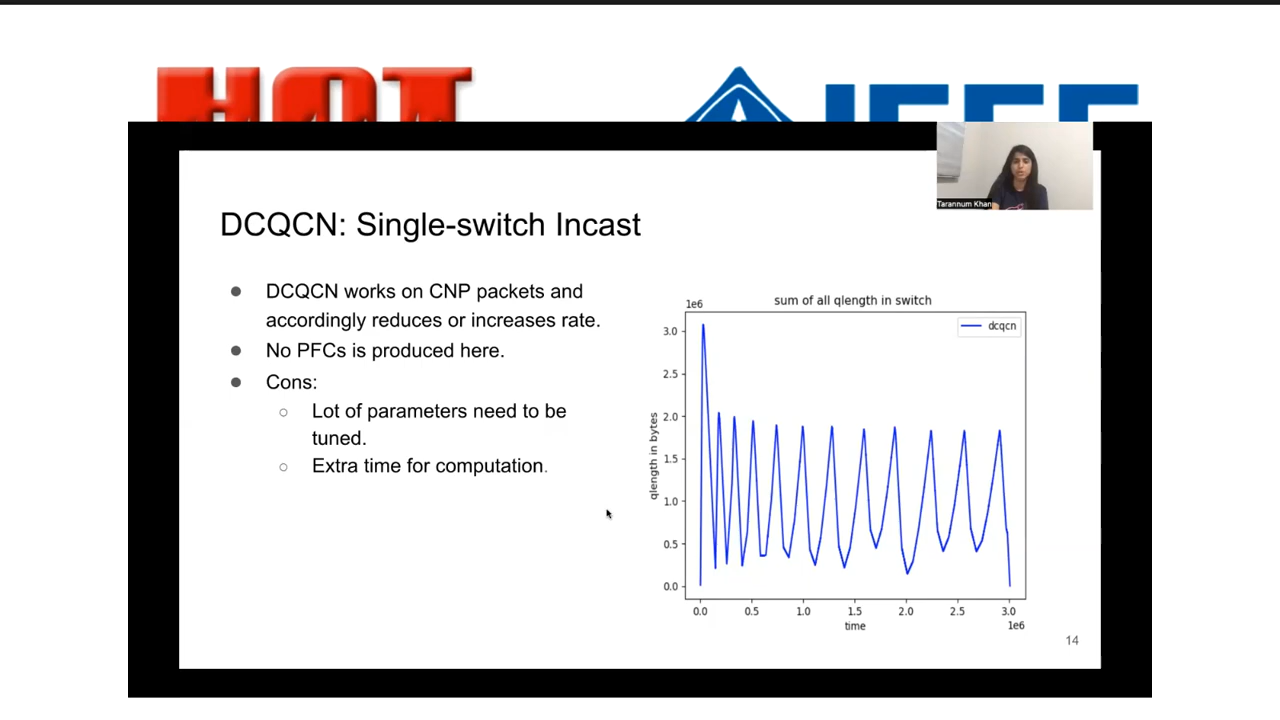 HOT
IEEE
Tarannum Khan
DCQCN: Single-switch Incast
● DCQCN works on CNP packets and
accordingly reduces or increases rate.
● No PFCs is produced here.
● Cons:
○ Lot of parameters need to be
tuned.
○ Extra time for computation.
sum of all qlength in switch
1e6
dcqcn
3.0
2.5
2.0
1.5
1.0
0.5
0.0
qlength in bytes
0.0 0.5 1.0 1.5 2.0 2.5 3.0
time
1e6
14